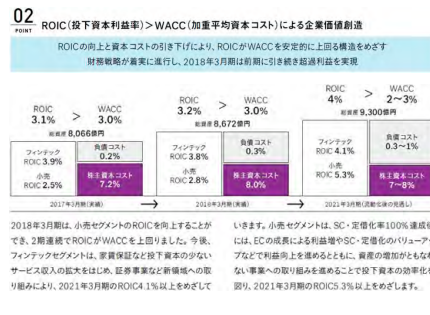 02
POINT
ROIC(投下資本利益率)>WACC(加重平均資本コスト)による企業価値創造
ROICの向上と資本コストの引き下げにより、ROICがWACCを安定的に上回る構造をめざす
財務戦略が着実に進行し、2018年3月期は前期に引き続き超過利益を実現
ROIC
3.1%
>
WACC
3.0%
総資産 8,066億円
フィンテック
ROIC 3.9%
小売
ROIC 2.5%
負債コスト
0.2%
株主資本コスト
7.2%
2017年3月期(実績)
ROIC
3.2%
>
WACC
3.0%
総資産 8,672億円
フィンテック
ROIC 3.8%
小売
ROIC 2.8%
負債コスト
0.3%
株主資本コスト
8.0%
2018年3月期(実績)
ROIC
4%
>
WACC
2~3%
総資産 9,300億円
フィンテック
ROIC 4.1%
小売
ROIC 5.3%
負債コスト
0.3~1%
株主資本コスト
7~8%
2021年3月期(流動化後の見通し)
2018年3月期は、小売セグメントのROICを向上することが
でき、2期連続でROICがWACCを上回りました。今後、
フィンテックセグメントは、家賃保証など投下資本の少ない
サービス収入の拡大をはじめ、証券事業など新領域への取
り組みにより、2021年3月期のROIC4.1%以上をめざして
いきます。小売セグメントは、SC・定借化率100%達成
には、ECの成長による利益増やSC・定借化のバリューア
プなどで利益向上を進めるとともに、資産の増加がともな
ない事業への取り組みを進めることで投下資本の効率化を
図り、2021年3月期のROIC5.3%以上をめざします。